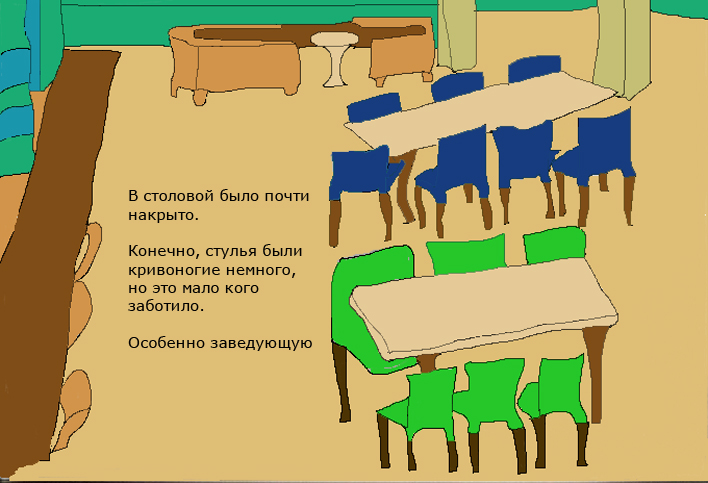 В столовой было почти
накрыто.
Конечно, стулья были
кривоногие немного,
но это мало кого
заботило.
Особенно заведующую